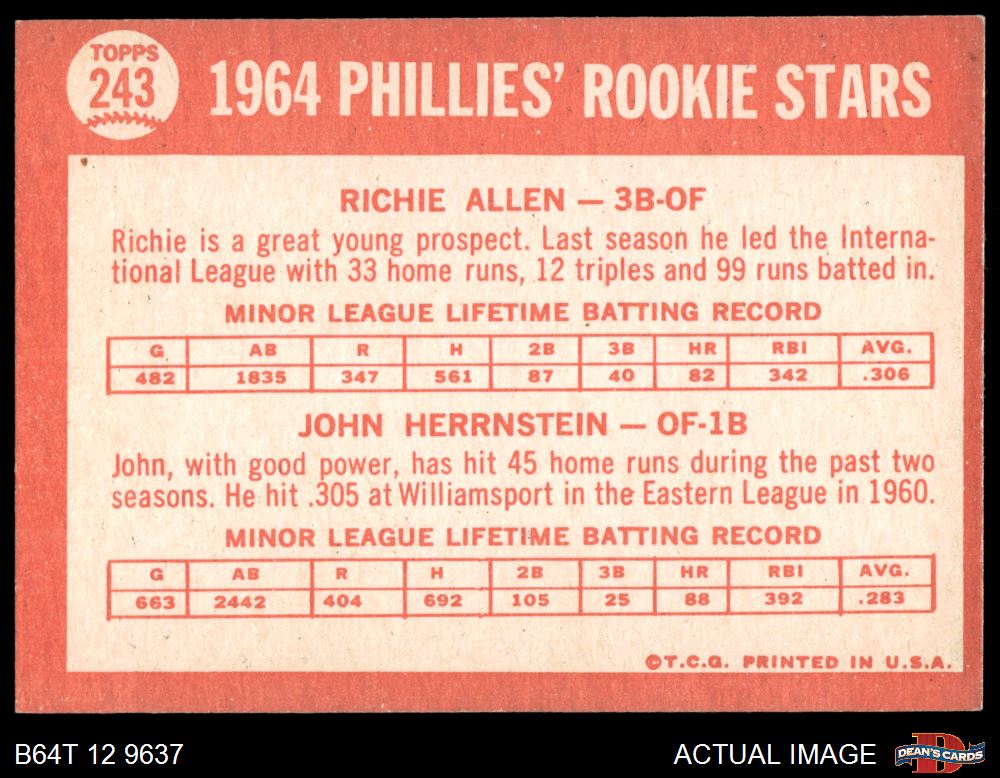 TOPPS
243
1964 PHILLIES' ROOKIE STARS
RICHIE ALLEN — 3B-OF
Richie is a great young prospect. Last season he led the Interna-
tional League with 33 home runs, 12 triples and 99 runs batted in.
MINOR LEAGUE LIFETIME BATTING RECORD
G AB R H 2B 3B HR RBI AVG.
482 1835 347 561 87 40 82 342 .306
JOHN HERRNSTEIN — OF-1B
John, with good power, has hit 45 home runs during the past two
seasons. He hit .305 at Williamsport in the Eastern League in 1960.
MINOR LEAGUE LIFETIME BATTING RECORD
G AB R H 2B 3B HR RBI AVG.
663 2442 404 692 105 25 88 392 .283
©T.C.G. PRINTED IN U.S.A.
B64T 12 9637 ACTUAL IMAGE
DEAN'S CARDS